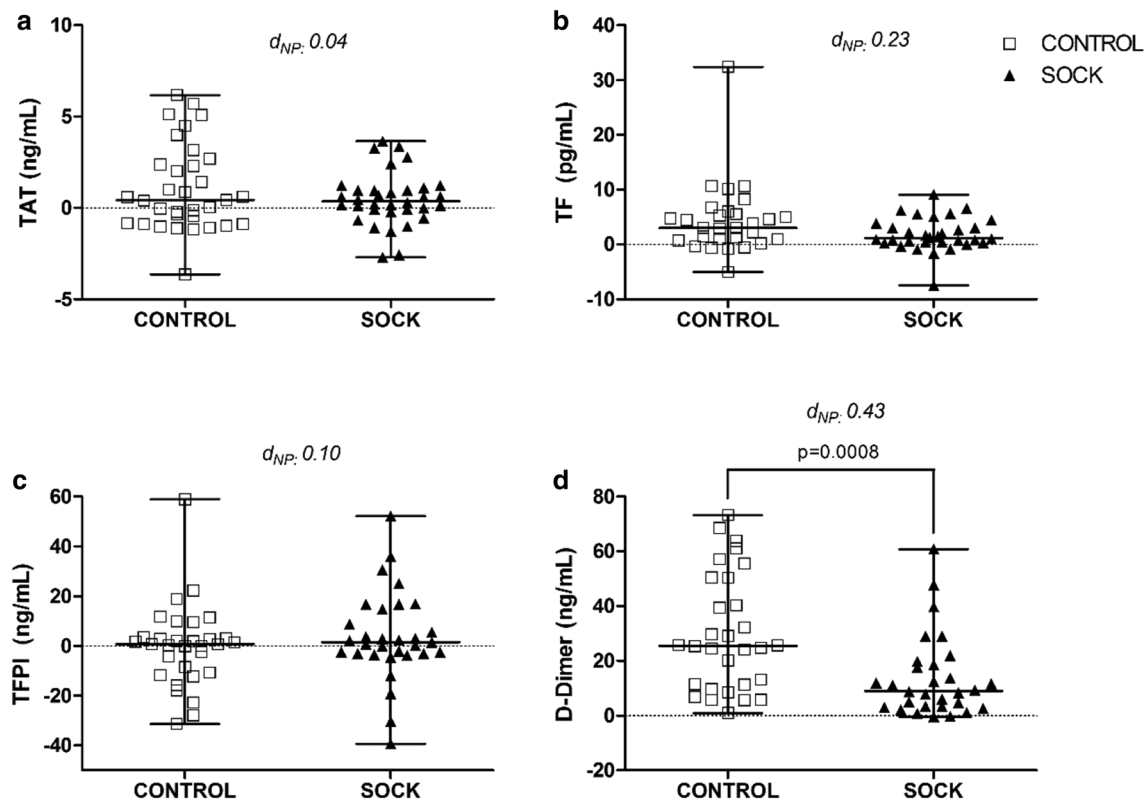 a
10
5
0
-5
TAT (ng/mL)
d_NP: 0.04
CONTROL
SOCK
b
40
30
20
10
0
-10
TF (pg/mL)
d_NP: 0.23
CONTROL
SOCK
CONTROL
SOCK
c
60
40
20
0
-20
-40
TFPI (ng/mL)
d_NP: 0.10
CONTROL
SOCK
d
80
60
40
20
0
-20
D-Dimer (ng/mL)
d_NP: 0.43
p=0.0008
CONTROL
SOCK